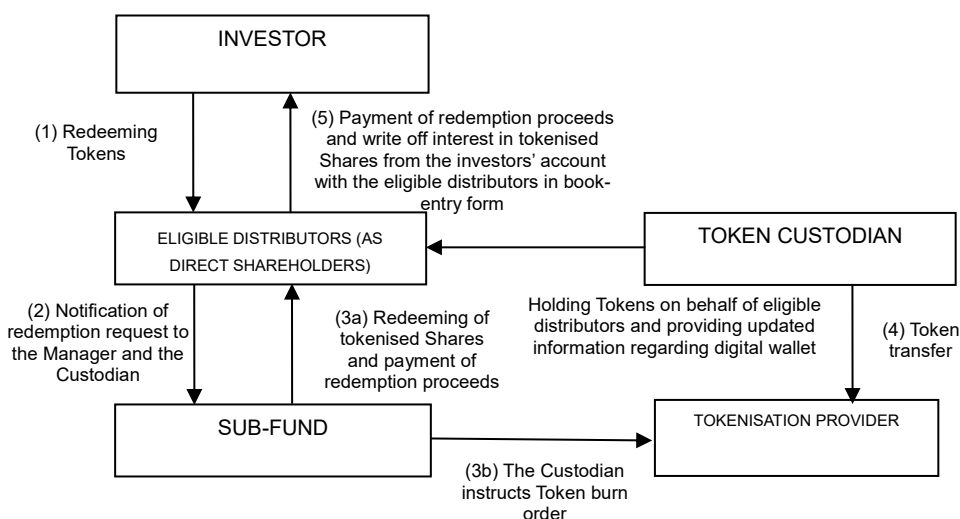 INVESTOR
(1) Redeeming
Tokens
(5) Payment of redemption proceeds
and write off interest in tokenised
Shares from the investors’ account
with the eligible distributors in book-
entry form
ELIGIBLE DISTRIBUTORS (AS
DIRECT SHAREHOLDERS)
TOKEN CUSTODIAN
(2) Notification of
redemption request to
the Manager and the
Custodian
(3a) Redeeming of
tokenised Shares
and payment of
redemption proceeds
Holding Tokens on behalf of eligible
distributors and providing updated
information regarding digital wallet
(4) Token
transfer
SUB-FUND
TOKENISATION PROVIDER
(3b) The Custodian
instructs Token burn
order